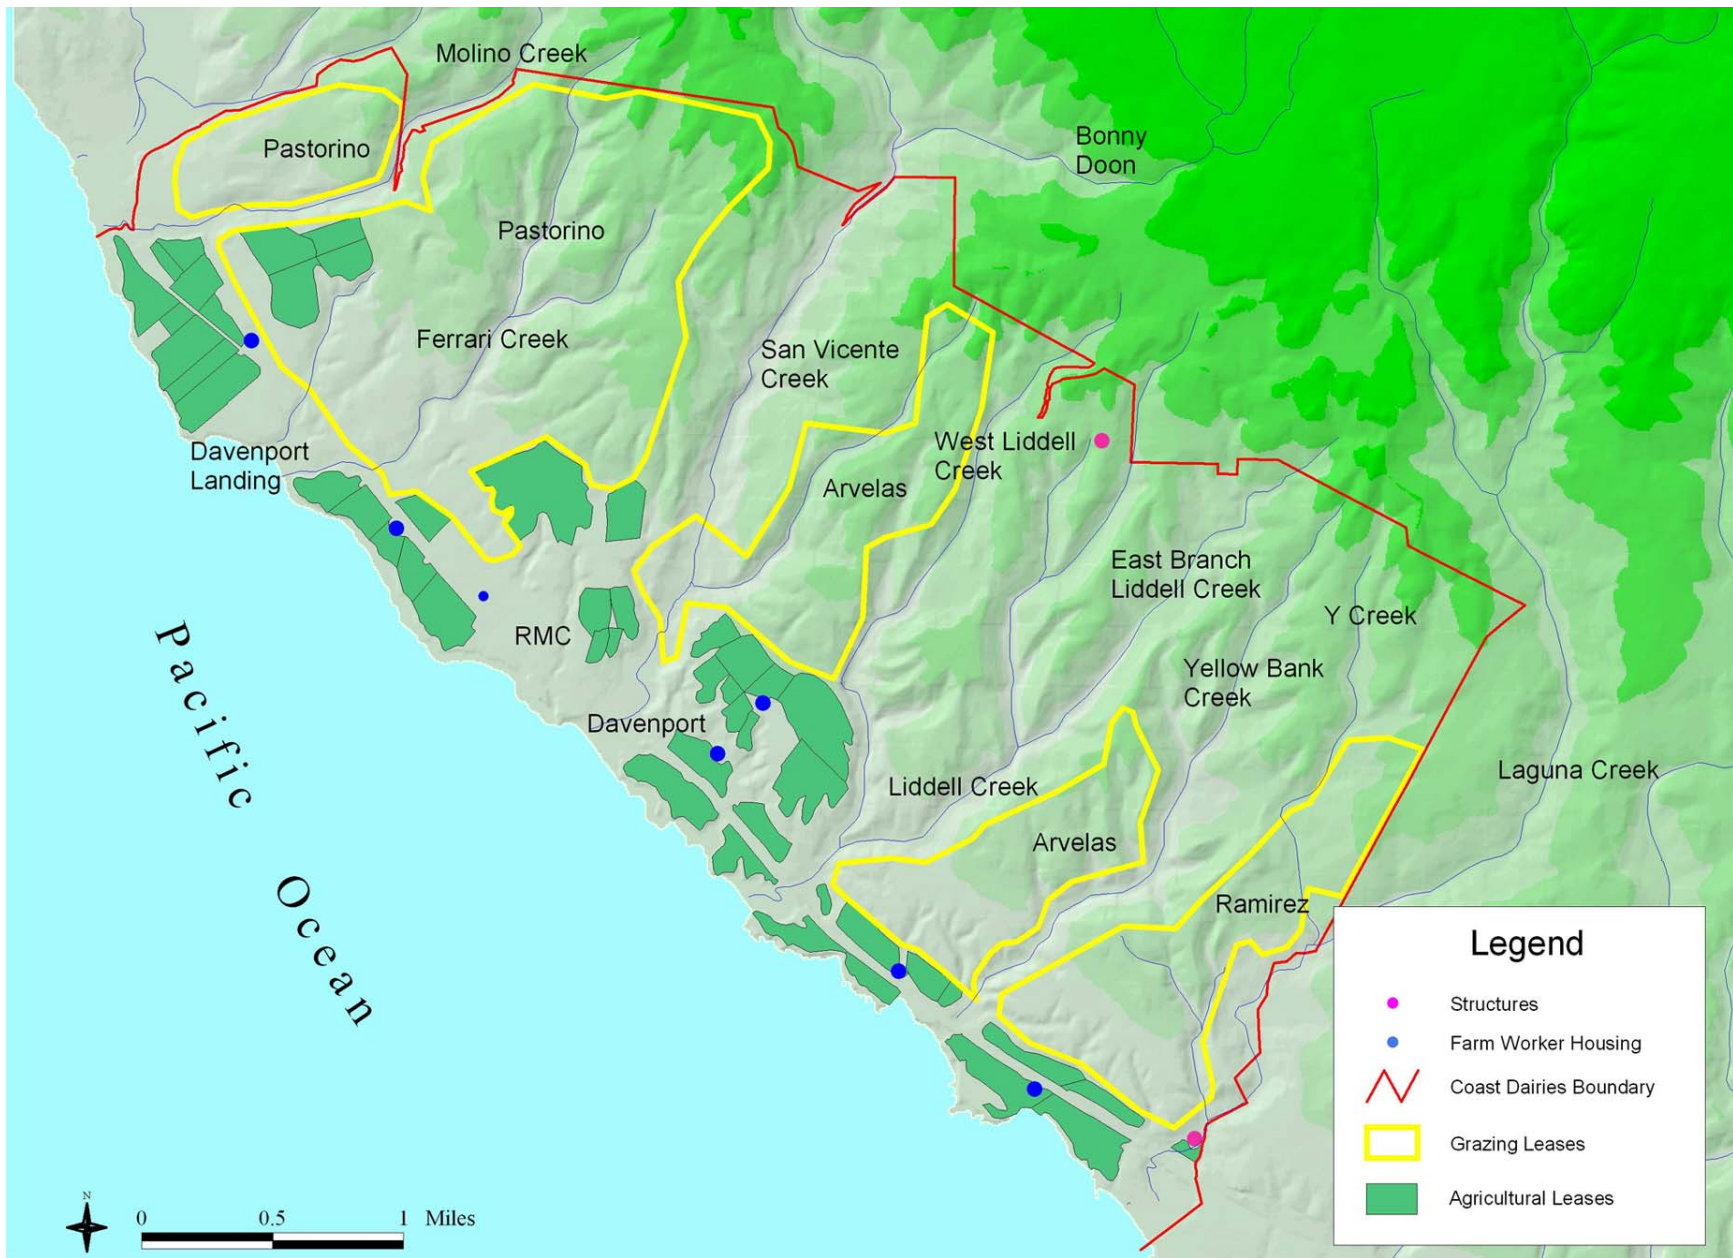 Molino Creek
Pastorino
Bonny
Doon
Pastorino
Ferrari Creek
San Vicente
Creek
Davenport
Landing
West Liddell
Creek
Arvelas
East Branch
Liddell Creek
Y Creek
RMC
Yellow Bank
Creek
Davenport
Liddell Creek
Laguna Creek
Arvelas
Ramirez
Pacific
Ocean
Legend
Structures
Farm Worker Housing
Coast Dairies Boundary
Grazing Leases
Agricultural Leases
N
0 0.5 1 Miles